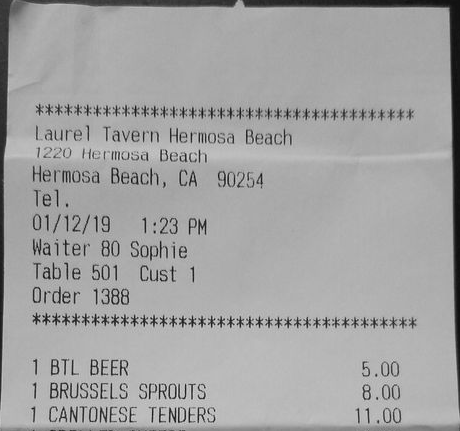 ***************************************
Laurel Tavern Hermosa Beach
1220 Hermosa Beach
Hermosa Beach, CA 90254
Tel.
01/12/19 1:23 PM
Waiter 80 Sophie
Table 501 Cust 1
Order 1388
***************************************
1 BTL BEER 5.00
1 BRUSSELS SPROUTS 8.00
1 CANTONESE TENDERS 11.00